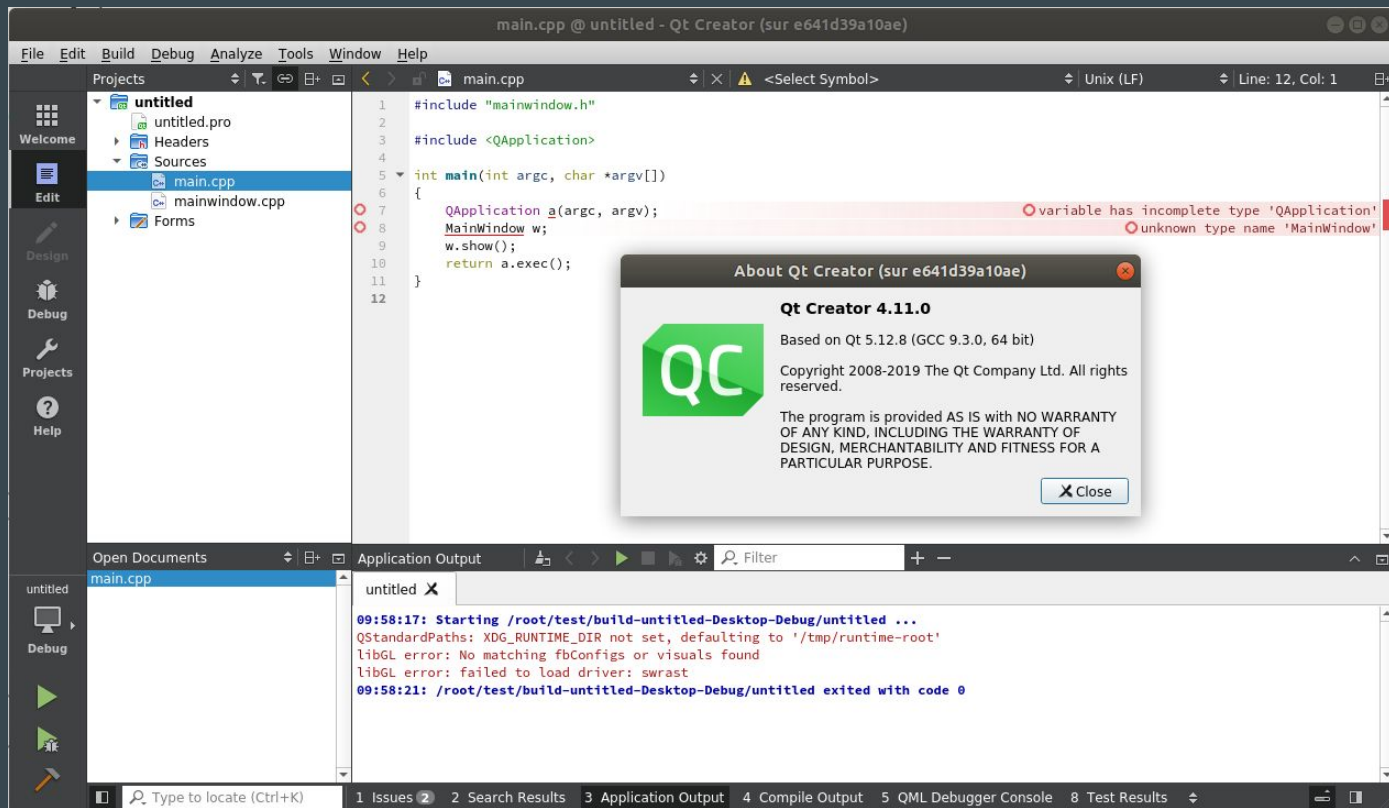 main.cpp @ untitled - Qt Creator (sur e641d39a10ae)
File Edit Build Debug Analyze Tools Window Help
Projects
main.cpp
<Select Symbol>
Unix (LF)
Line: 12, Col: 1
Welcome
Edit
Design
Debug
Projects
Help
untitled
untitled.pro
Headers
Sources
main.cpp
mainwindow.cpp
Forms
1 #include "mainwindow.h"
2
3 #include <QApplication>
4
5 int main(int argc, char *argv[])
6 {
7 QApplication a(argc, argv); variable has incomplete type 'QApplication'
8 MainWindow w; unknown type name 'MainWindow'
9 w.show();
10 return a.exec();
11 }
12
About Qt Creator (sur e641d39a10ae)
QC
Qt Creator 4.11.0
Based on Qt 5.12.8 (GCC 9.3.0, 64 bit)
Copyright 2008-2019 The Qt Company Ltd. All rights
reserved.
The program is provided AS IS with NO WARRANTY
OF ANY KIND, INCLUDING THE WARRANTY OF
DESIGN, MERCHANTABILITY AND FITNESS FOR A
PARTICULAR PURPOSE.
Close
Open Documents
main.cpp
untitled
Debug
Application Output
Filter
untitled
09:58:17: Starting /root/test/build-untitled-Desktop-Debug/untitled ...
QStandardPaths: XDG_RUNTIME_DIR not set, defaulting to '/tmp/runtime-root'
libGL error: No matching fbConfigs or visuals found
libGL error: failed to load driver: swrast
09:58:21: /root/test/build-untitled-Desktop-Debug/untitled exited with code 0
Type to locate (Ctrl+K)
1 Issues 2 2 Search Results 3 Application Output 4 Compile Output 5 QML Debugger Console 8 Test Results